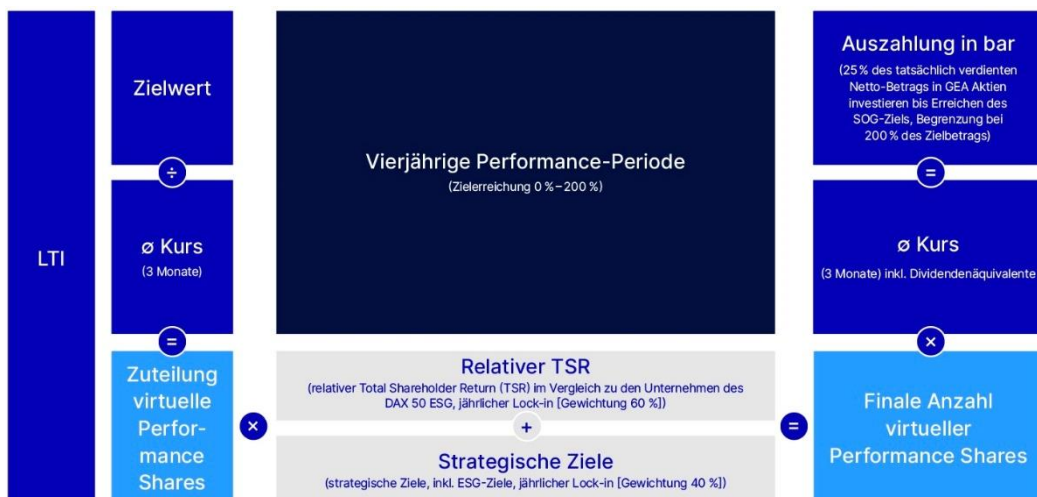 LTI
Zielwert
÷
ø Kurs
(3 Monate)
=
Zuteilung
virtuelle
Perfor-
mance
Shares
×
Vierjährige Performance-Periode
(Zielerreichung 0 % – 200 %)
Relativer TSR
(relativer Total Shareholder Return (TSR) im Vergleich zu den Unternehmen des
DAX 50 ESG, jährlicher Lock-in [Gewichtung 60 %])
+
Strategische Ziele
(strategische Ziele, inkl. ESG-Ziele, jährlicher Lock-in [Gewichtung 40 %])
=
Auszahlung in bar
(25 % des tatsächlich verdienten
Netto-Betrags in GEA Aktien
investieren bis Erreichen des
SOG-Ziels, Begrenzung bei
200 % des Zielbetrags)
=
ø Kurs
(3 Monate) inkl. Dividendenäquivalente
×
Finale Anzahl
virtueller
Performance Shares